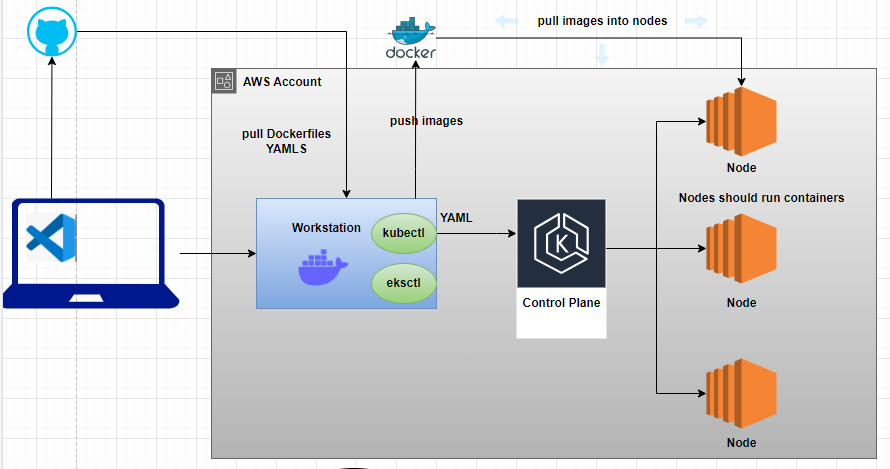 pull images into nodes
docker
AWS Account
push images
pull Dockerfiles
YAMLS
Node
Nodes should run containers
Workstation
kubectl
YAML
K
eksctl
Control Plane
Node
Node